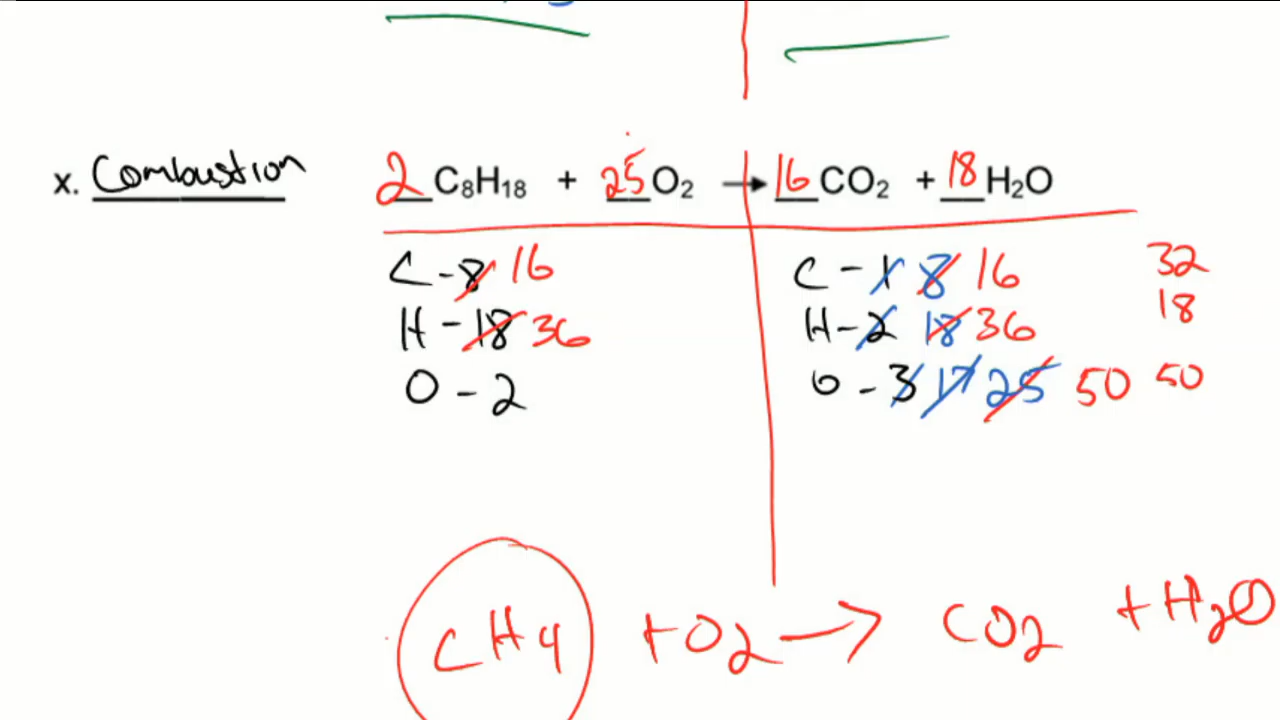 x. Combustion 2 C₈H₁₈ + 25 O₂ → 16 CO₂ + 18 H₂O
C - 8 16 C - 1 8 16 32
H - 18 36 H - 2 18 36 18
O - 2 O - 3 17 25 50 50
CH4 + O2 → CO2 + H2O